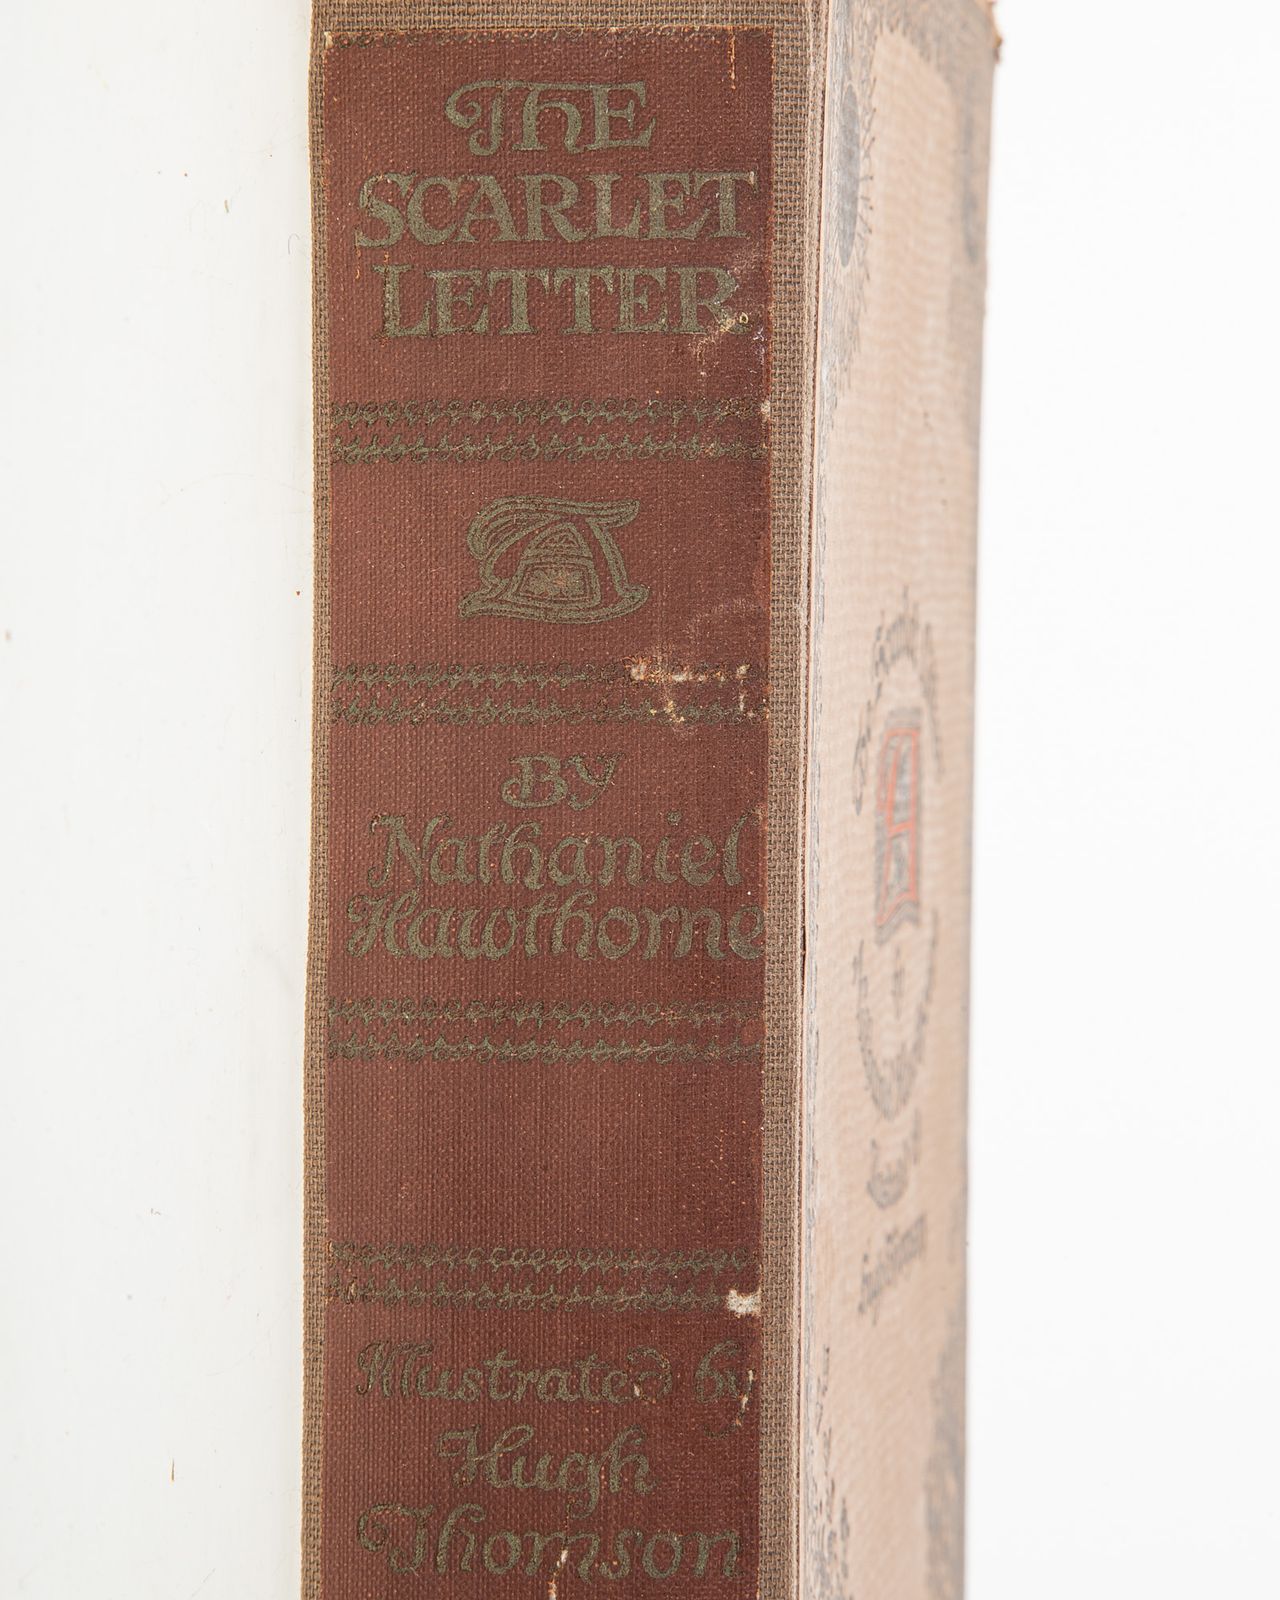 The
SCARLET
LETTER
A
By
Nathaniel
Hawthorne
Illustrated by
Hugh
Thomson